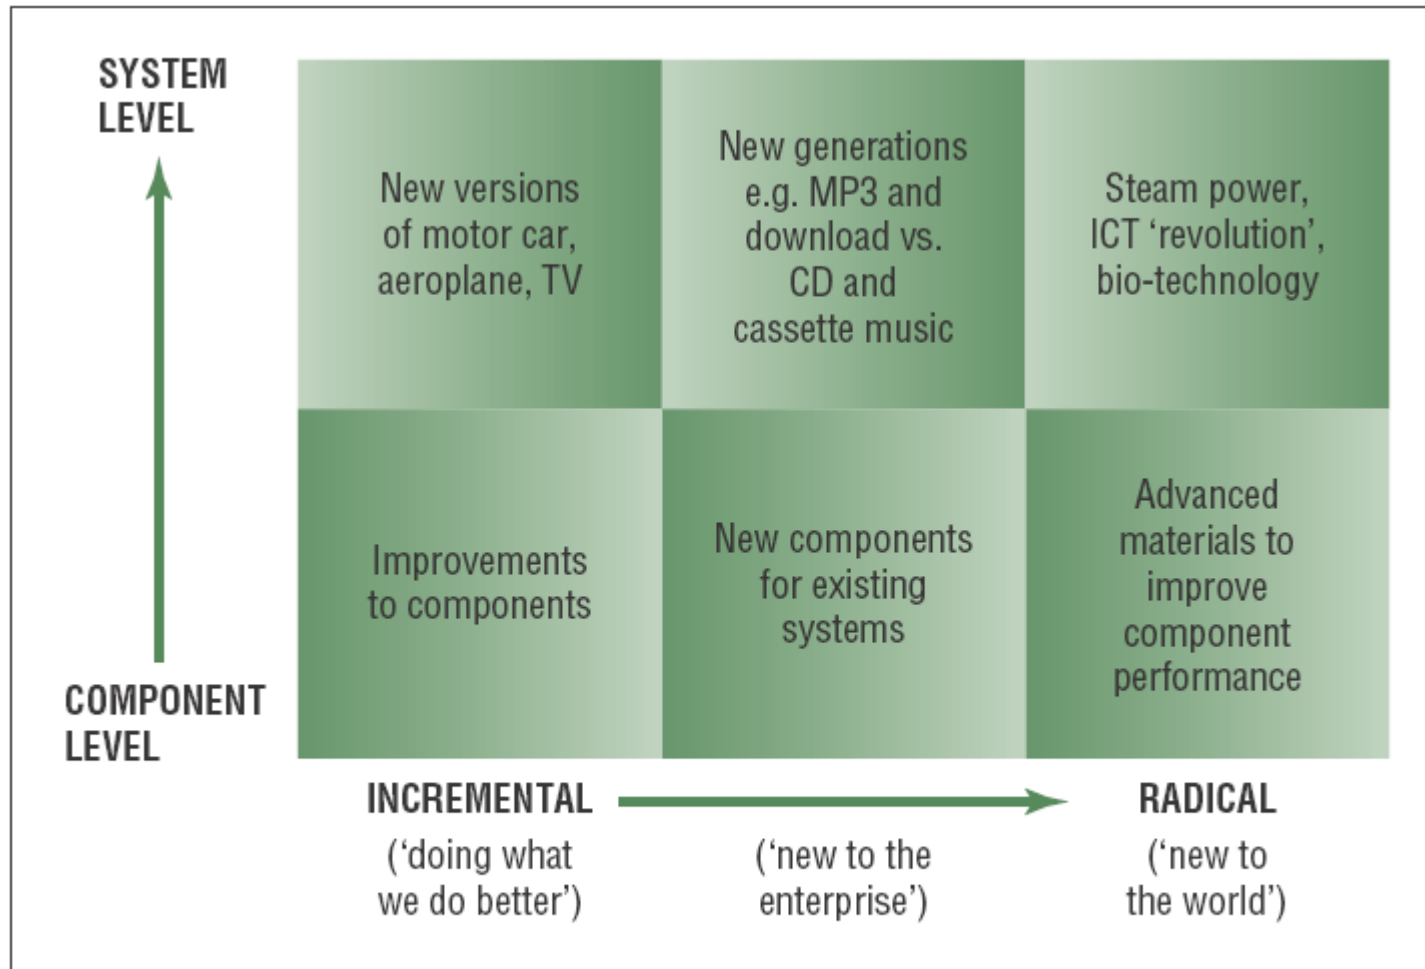 SYSTEM
LEVEL
New versions
of motor car,
aeroplane, TV
New generations
e.g. MP3 and
download vs.
CD and
cassette music
Steam power,
ICT ‘revolution’,
bio-technology
Improvements
to components
New components
for existing
systems
Advanced
materials to
improve
component
performance
COMPONENT
LEVEL
INCREMENTAL
(‘doing what
we do better’)
(‘new to the
enterprise’)
RADICAL
(‘new to
the world’)